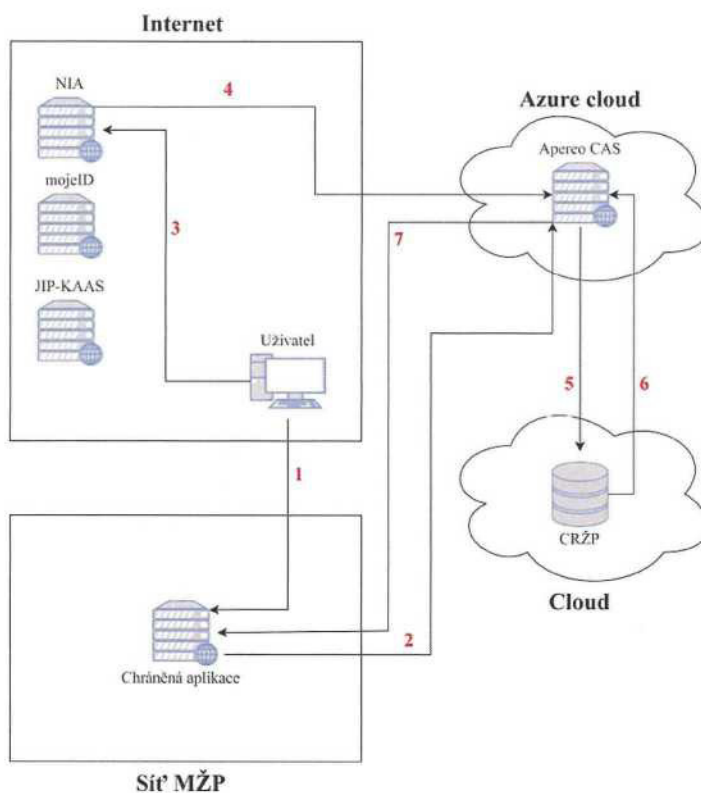 Internet
NIA
4
Azure cloud
Apereo CAS
mojeID
3
7
JIP-KAAS
Uživatel
5
6
1
CRŽP
Cloud
2
Chráněná aplikace
Síť MŽP